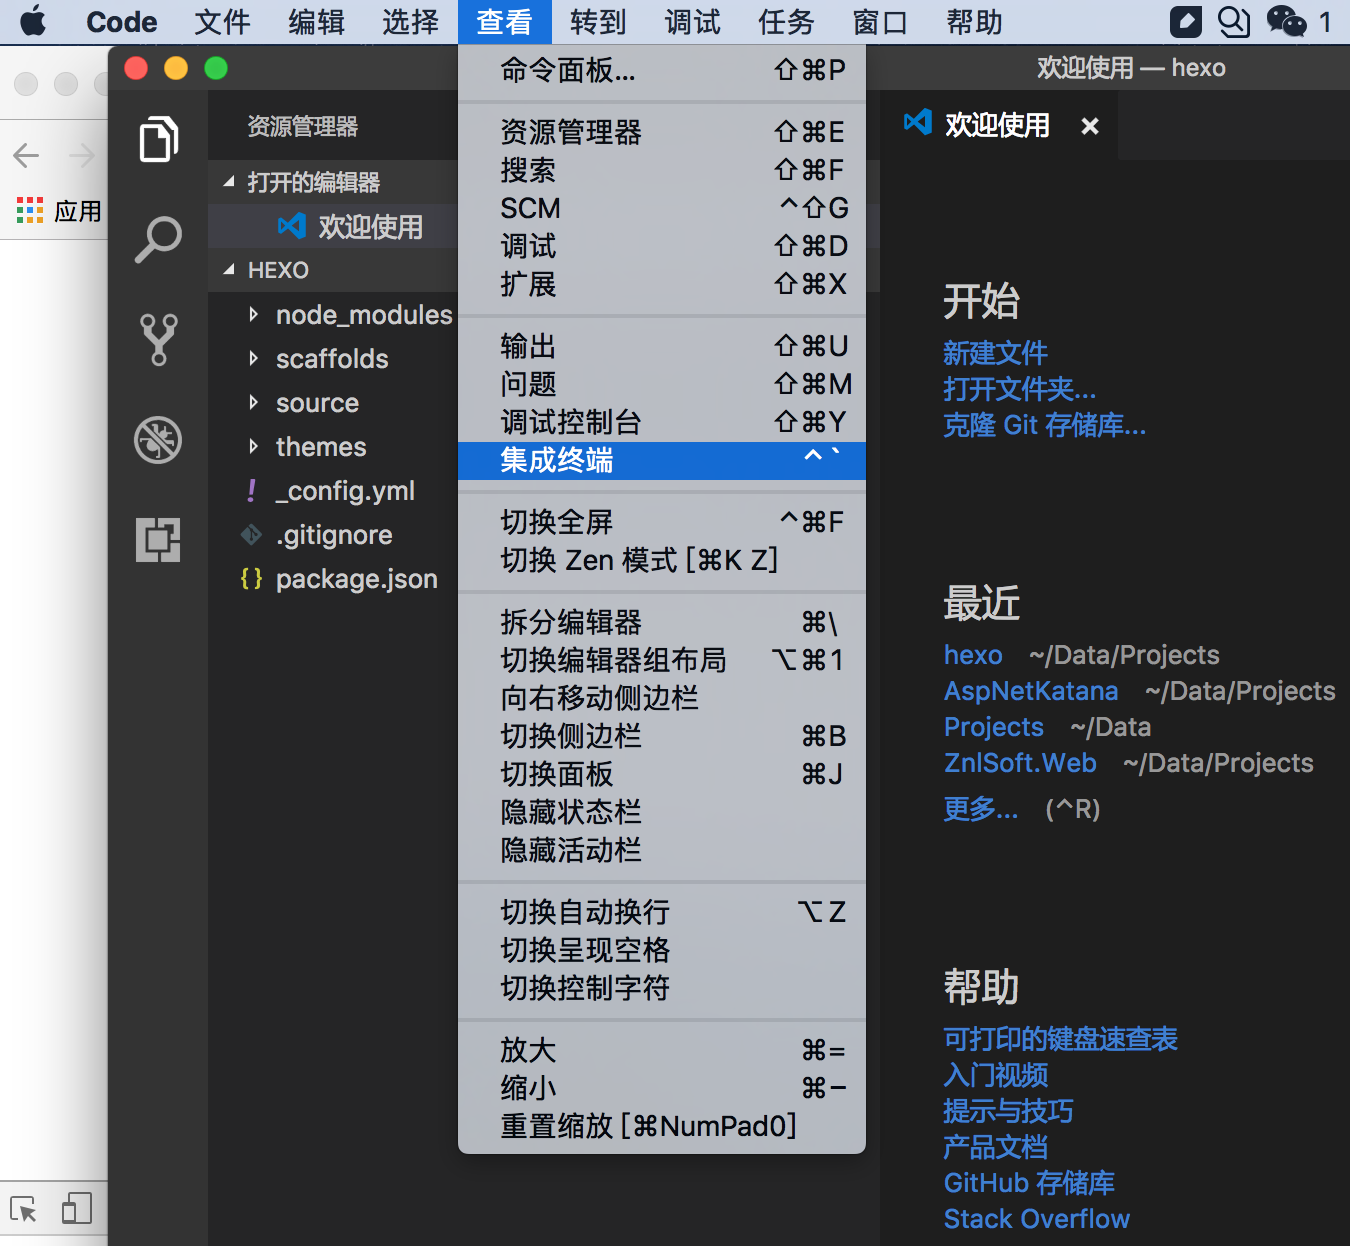 Code 文件 编辑 选择 查看 转到 调试 任务 窗口 帮助 1
欢迎使用 — hexo
应用
资源管理器
打开的编辑器
欢迎使用
HEXO
node_modules
scaffolds
source
themes
! _config.yml
.gitignore
{} package.json
命令面板... ⇧⌘P
资源管理器 ⇧⌘E
搜索 ⇧⌘F
SCM ^⇧G
调试 ⇧⌘D
扩展 ⇧⌘X
输出 ⇧⌘U
问题 ⇧⌘M
调试控制台 ⇧⌘Y
集成终端 ^`
切换全屏 ^⌘F
切换 Zen 模式 [⌘K Z]
拆分编辑器 ⌘\
切换编辑器组布局 ⌥⌘1
向右移动侧边栏
切换侧边栏 ⌘B
切换面板 ⌘J
隐藏状态栏
隐藏活动栏
切换自动换行 ⌥Z
切换呈现空格
切换控制字符
放大 ⌘=
缩小 ⌘-
重置缩放 [⌘NumPad0]
欢迎使用 ×
开始
新建文件
打开文件夹...
克隆 Git 存储库...
最近
hexo ~/Data/Projects
AspNetKatana ~/Data/Projects
Projects ~/Data
ZnlSoft.Web ~/Data/Projects
更多... (^R)
帮助
可打印的键盘速查表
入门视频
提示与技巧
产品文档
GitHub 存储库
Stack Overflow